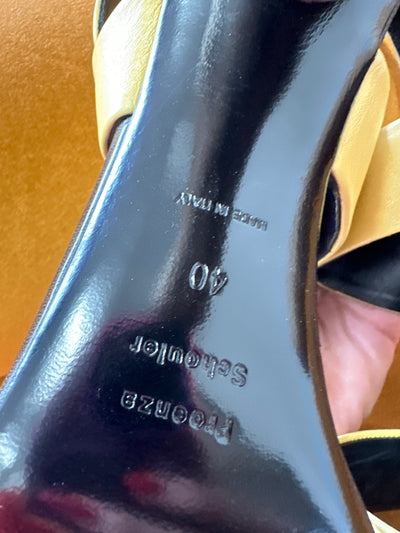 Proenza
Schouler
40
MADE IN ITALY